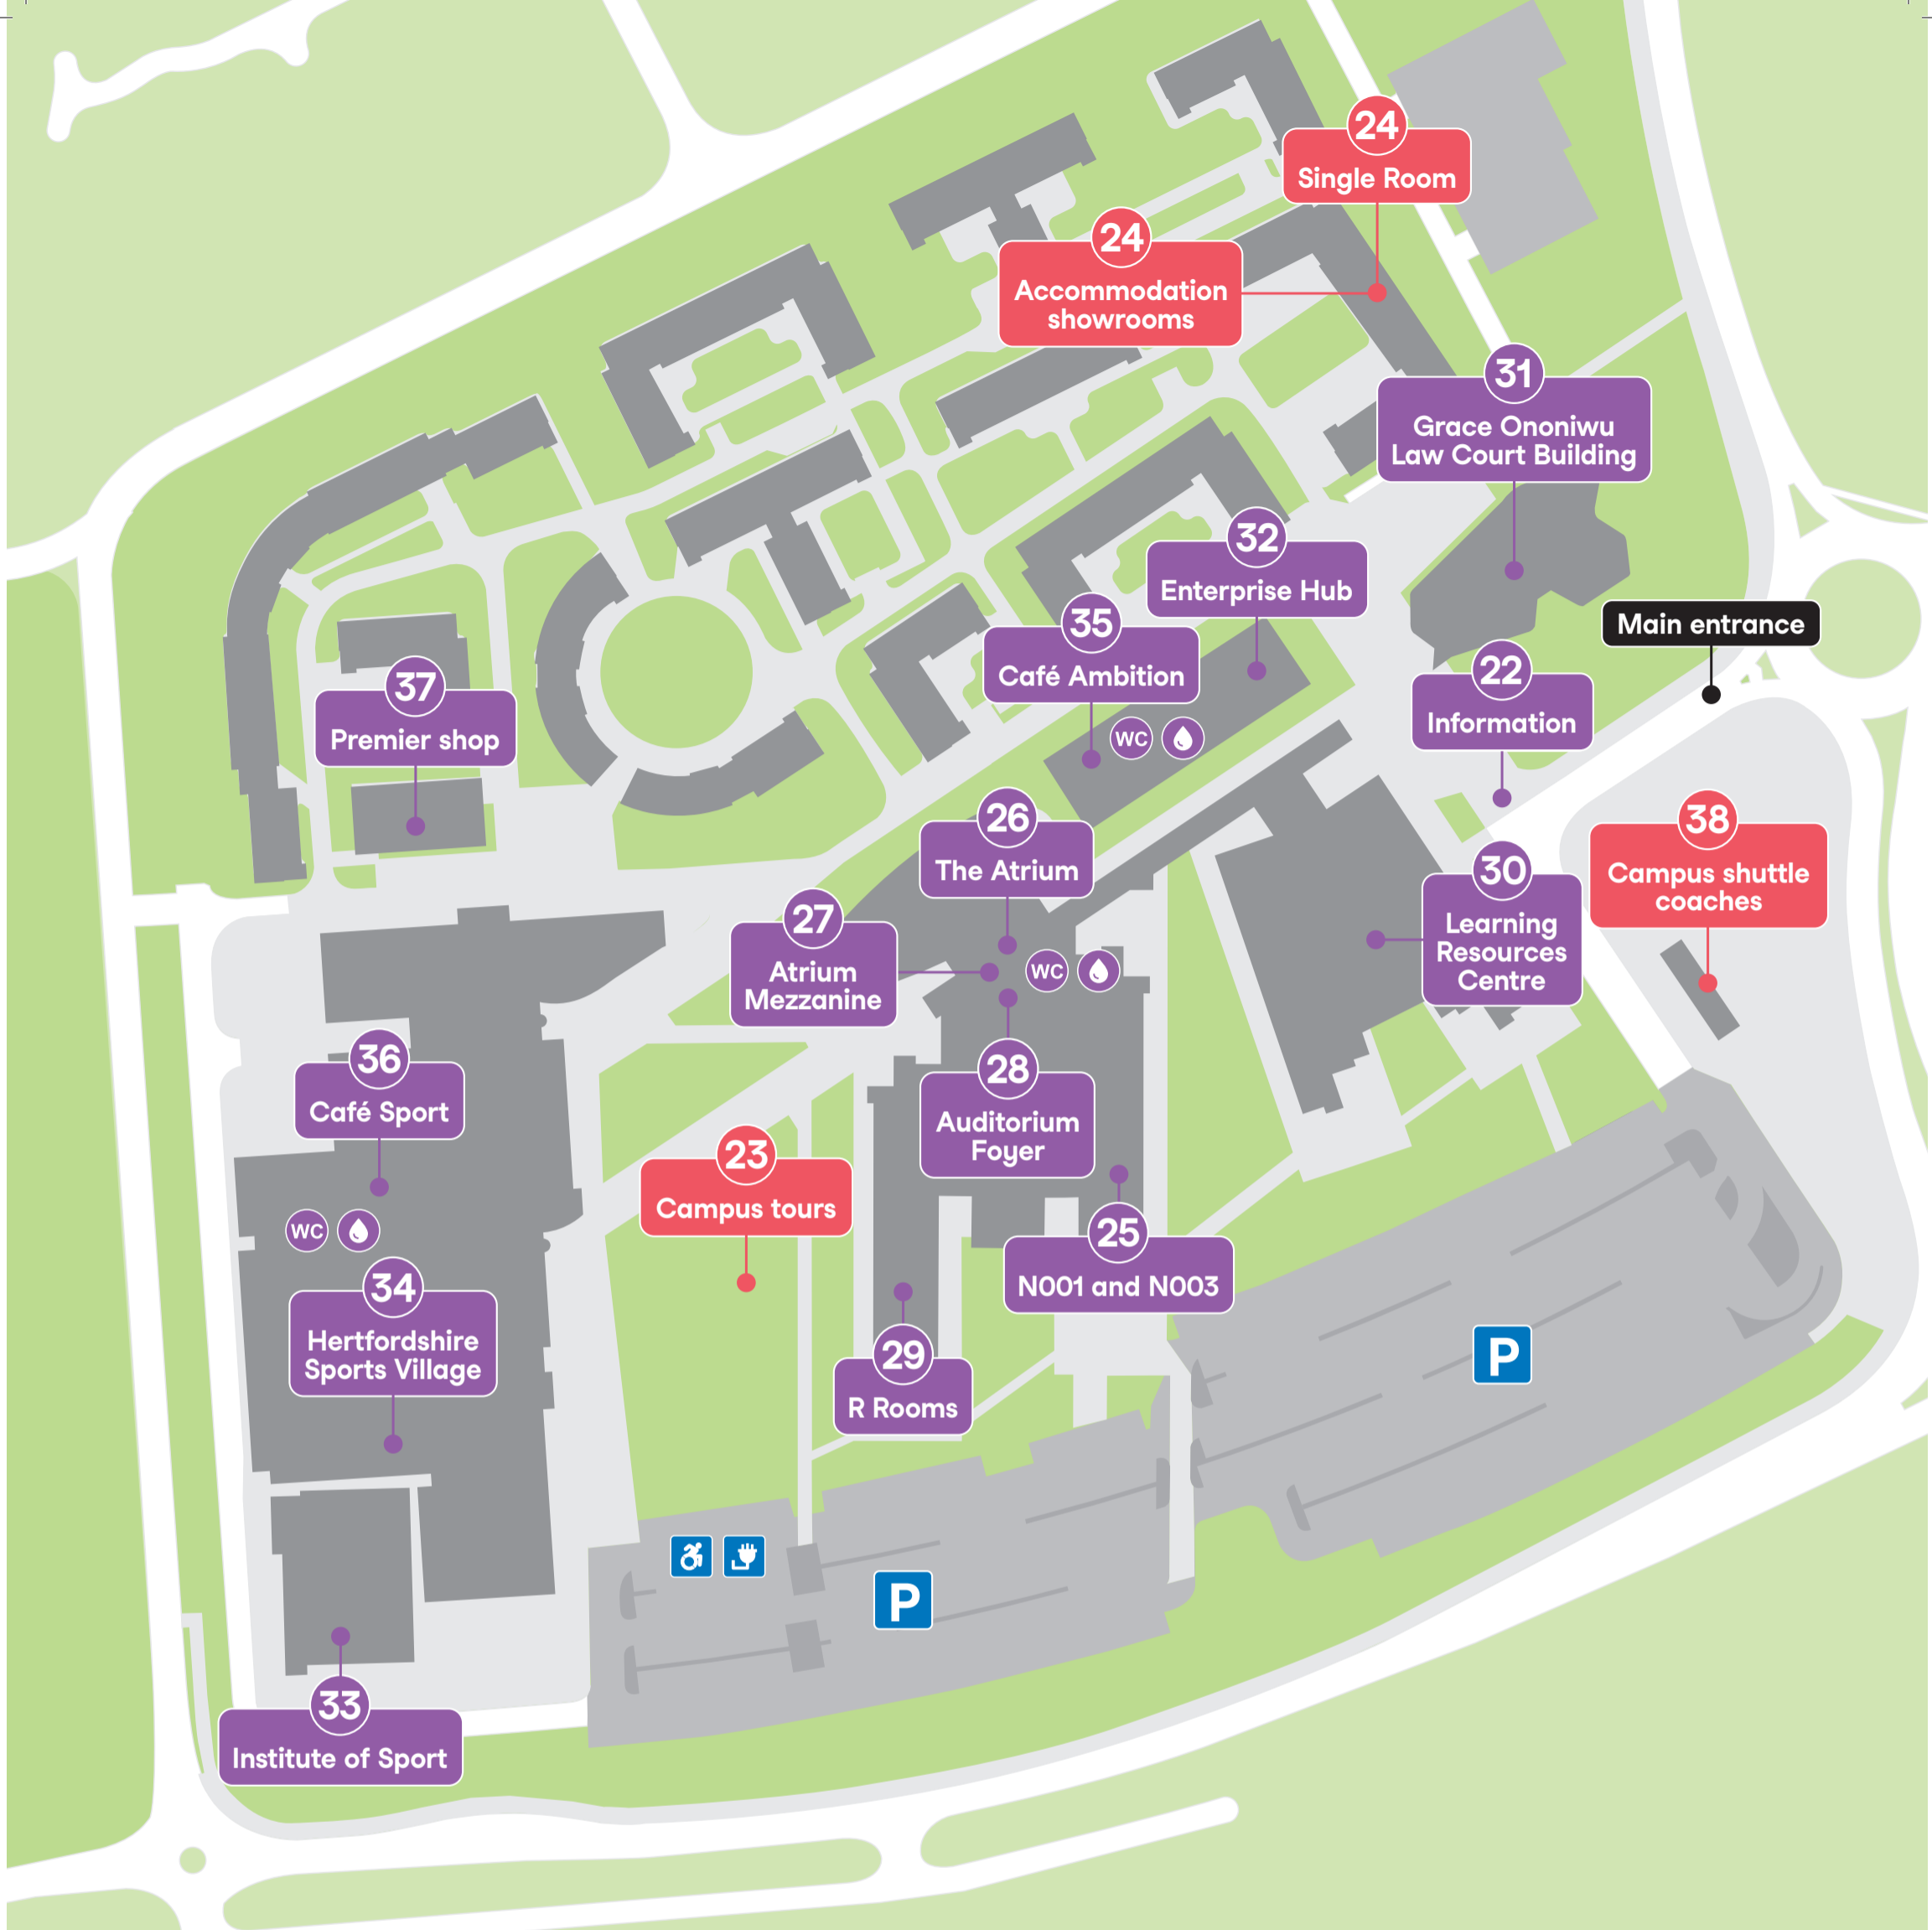 24
Single Room
24
Accommodation
showrooms
31
Grace Ononiwu
Law Court Building
32
Enterprise Hub
35
Café Ambition
WC
Main entrance
22
Information
37
Premier shop
26
The Atrium
38
Campus shuttle
coaches
30
Learning
Resources
Centre
27
Atrium
Mezzanine
WC
28
Auditorium
Foyer
36
Café Sport
WC
23
Campus tours
25
N001 and N003
34
Hertfordshire
Sports Village
29
R Rooms
P
P
33
Institute of Sport